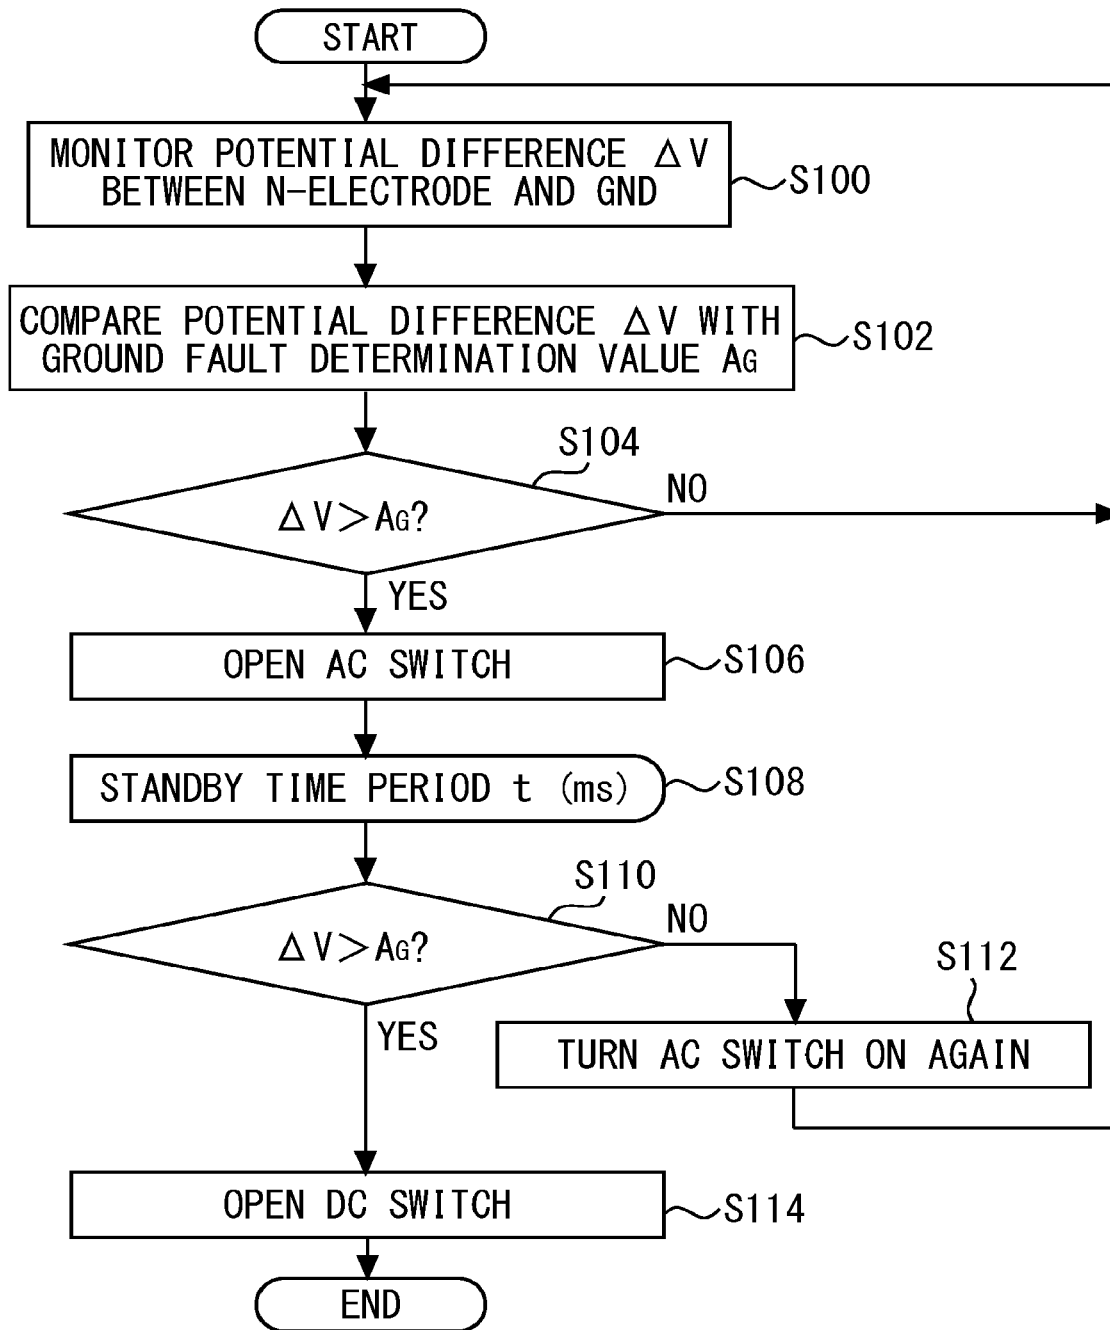 START
MONITOR POTENTIAL DIFFERENCE ΔV
BETWEEN N-ELECTRODE AND GND
S100
COMPARE POTENTIAL DIFFERENCE ΔV WITH
GROUND FAULT DETERMINATION VALUE AG
S102
S104
ΔV>AG?
NO
YES
OPEN AC SWITCH
S106
STANDBY TIME PERIOD t (ms)
S108
S110
ΔV>AG?
NO
YES
S112
TURN AC SWITCH ON AGAIN
OPEN DC SWITCH
S114
END